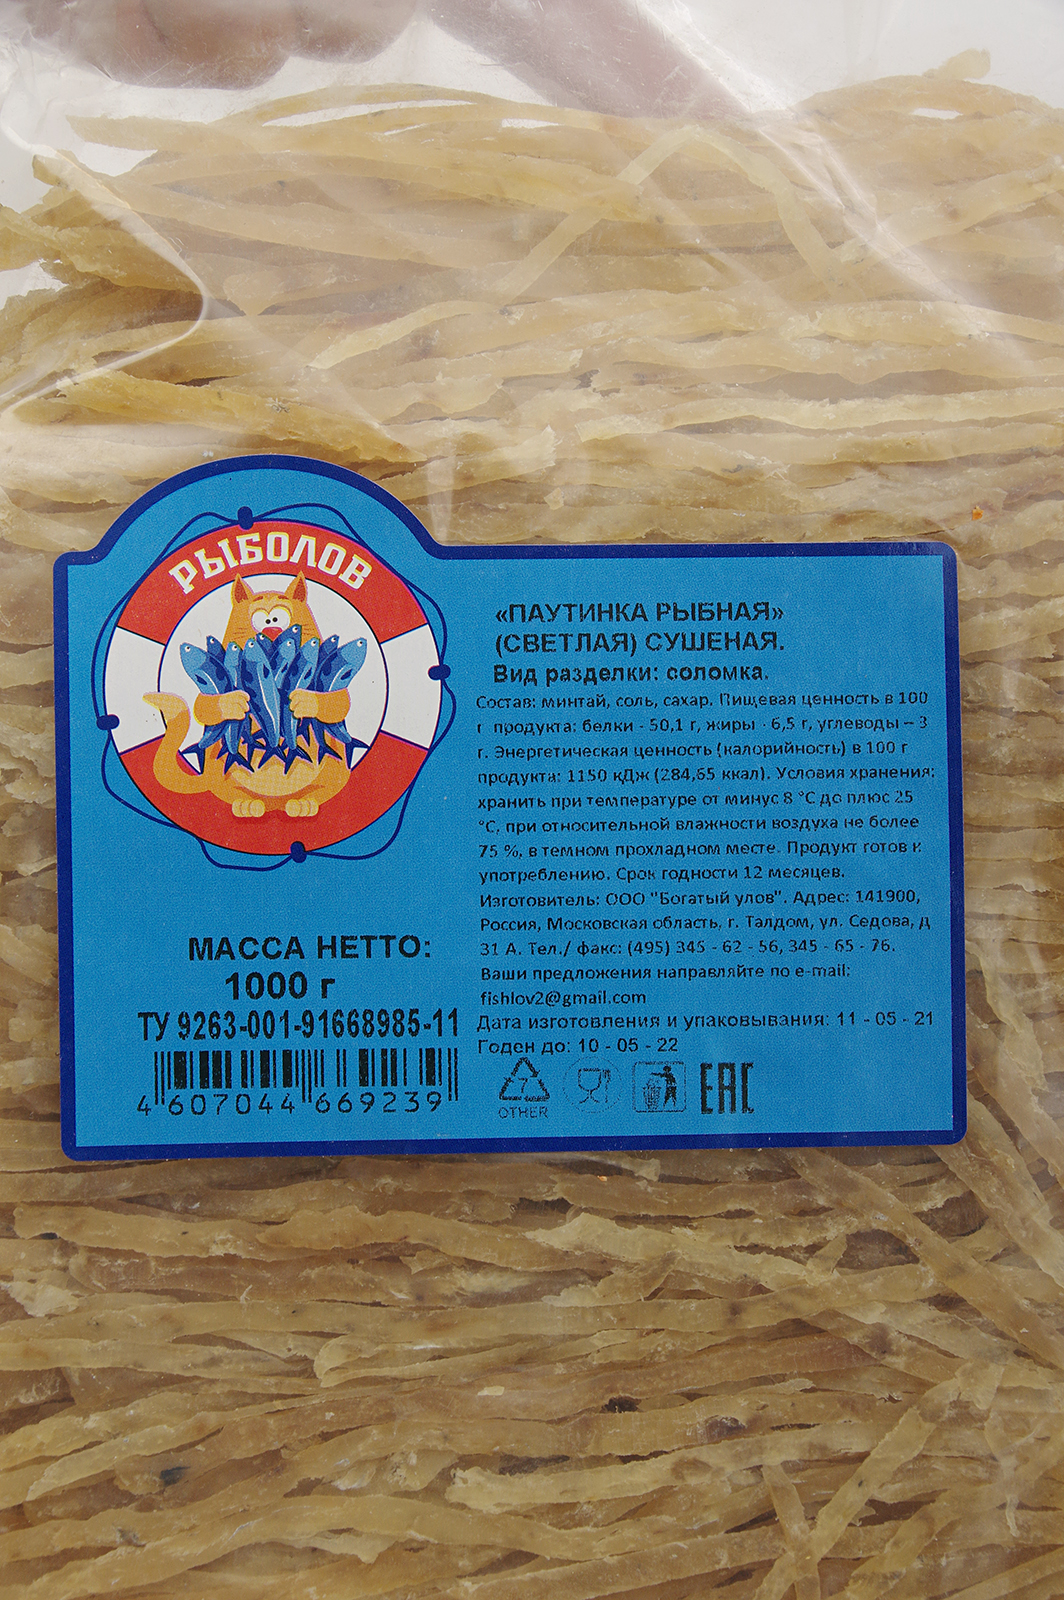 РЫБОЛОВ
«ПАУТИНКА РЫБНАЯ»
(СВЕТЛАЯ) СУШЕНАЯ.
Вид разделки: соломка.
Состав: минтай, соль, сахар. Пищевая ценность в 100
г продукта: белки - 50,1 г, жиры - 6,5 г, углеводы – 3
г. Энергетическая ценность (калорийность) в 100 г
продукта: 1150 кДж (284,65 ккал). Условия хранения:
хранить при температуре от минус 8 °С до плюс 25
°С, при относительной влажности воздуха не более
75 %, в темном прохладном месте. Продукт готов к
употреблению. Срок годности 12 месяцев.
Изготовитель: ООО "Богатый улов". Адрес: 141900,
Россия, Московская область, г. Талдом, ул. Седова, д
31 А. Тел./ факс: (495) 345 - 62 - 56, 345 - 65 - 76.
Ваши предложения направляйте по e-mail:
fishlov2@gmail.com
Дата изготовления и упаковывания: 11 - 05 - 21
Годен до: 10 - 05 - 22
7
OTHER
EAC
МАССА НЕТТО:
1000 г
ТУ 9263-001-91668985-11
4 607044 669239